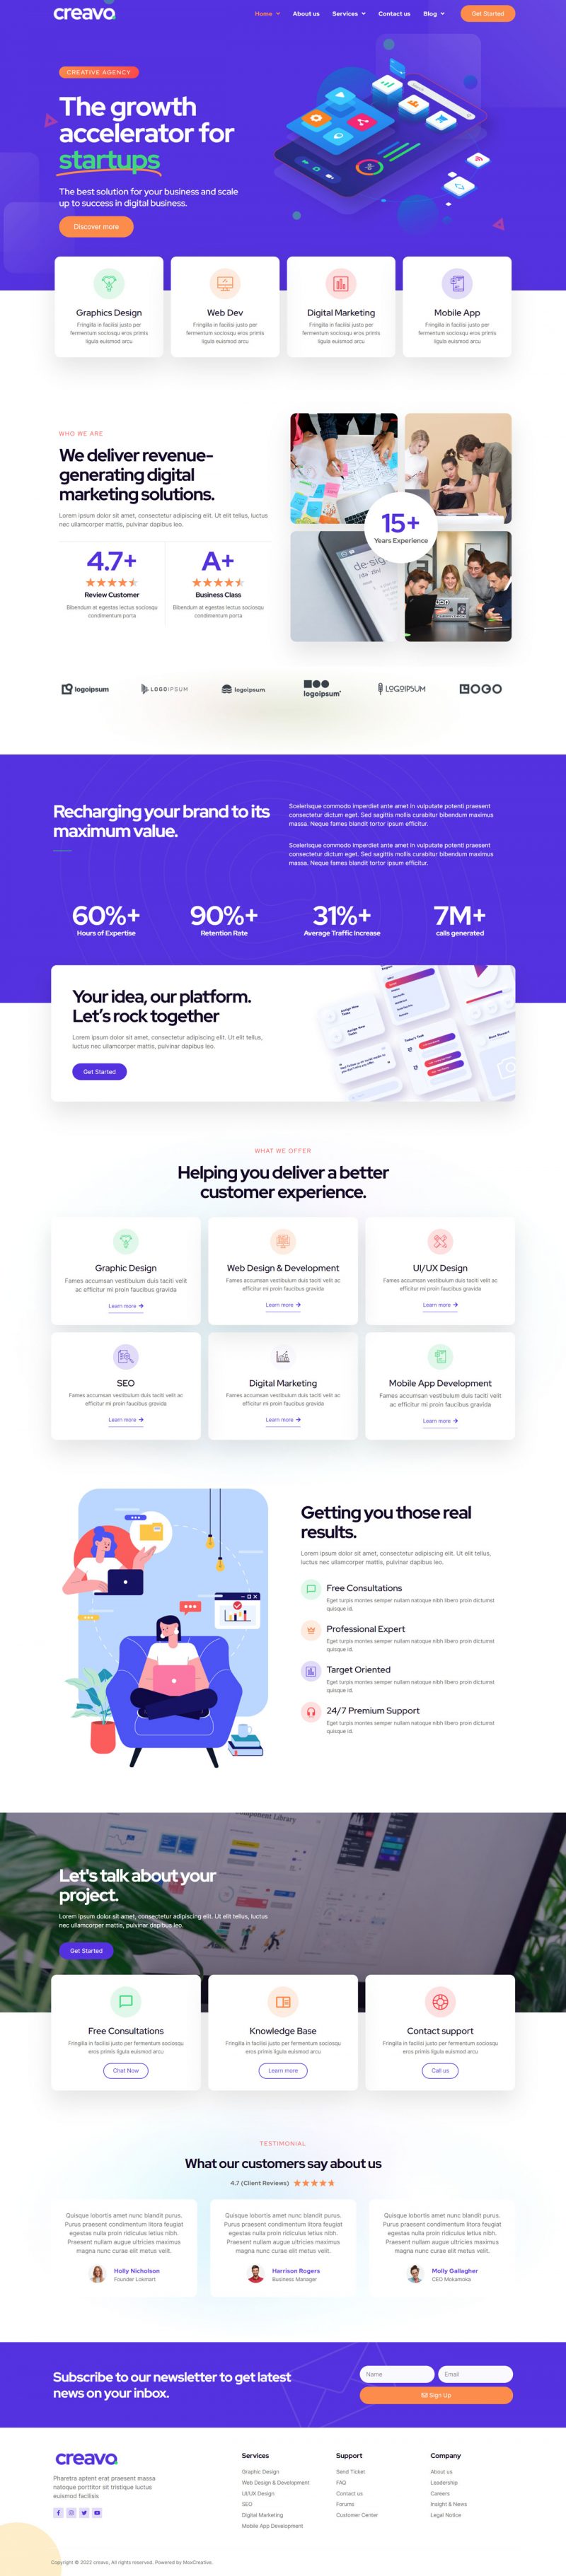 creavo
Home
About us
Services
Contact us
Blog
Get Started
CREATIVE AGENCY
The growth
accelerator for
startups
The best solution for your business and scale
up to success in digital business.
Discover more
Graphics Design
Fringilla in facilisi justo per
fermentum sociosqu eros primis
ligula euismod arcu
Web Dev
Fringilla in facilisi justo per
fermentum sociosqu eros primis
ligula euismod arcu
Digital Marketing
Fringilla in facilisi justo per
fermentum sociosqu eros primis
ligula euismod arcu
Mobile App
Fringilla in facilisi justo per
fermentum sociosqu eros primis
ligula euismod arcu
WHO WE ARE
We deliver revenue-
generating digital
marketing solutions.
Lorem ipsum dolor sit amet, consectetur adipiscing elit. Ut elit tellus, luctus
nec ullamcorper mattis, pulvinar dapibus leo.
4.7+
Review Customer
Bibendum at egestas lectus sociosqu
condimentum porta
A+
Business Class
Bibendum at egestas lectus sociosqu
condimentum porta
15+
Years Experience
logoipsum
LOGOIPSUM
logoipsum
logoipsum
LOGOIPSUM
LOGO
Recharging your brand to its
maximum value.
Scelerisque commodo imperdiet ante amet in vulputate potenti praesent
consectetur dictum eget. Sed sagittis mollis curabitur bibendum maximus
massa. Neque fames blandit tortor ipsum efficitur.
Scelerisque commodo imperdiet ante amet in vulputate potenti praesent
consectetur dictum eget. Sed sagittis mollis curabitur bibendum maximus
massa. Neque fames blandit tortor ipsum efficitur.
60%+
Hours of Expertise
90%+
Retention Rate
31%+
Average Traffic Increase
7M+
calls generated
Your idea, our platform.
Let's rock together
Lorem ipsum dolor sit amet, consectetur adipiscing elit. Ut elit tellus,
luctus nec ullamcorper mattis, pulvinar dapibus leo.
Get Started
WHAT WE OFFER
Helping you deliver a better
customer experience.
Graphic Design
Fames accumsan vestibulum duis taciti velit
ac efficitur mi proin faucibus gravida
Learn more
Web Design & Development
Fames accumsan vestibulum duis taciti velit ac
efficitur mi proin faucibus gravida
Learn more
UI/UX Design
Fames accumsan vestibulum duis taciti velit ac
efficitur mi proin faucibus gravida
Learn more
SEO
Fames accumsan vestibulum duis taciti velit ac
efficitur mi proin faucibus gravida
Learn more
Digital Marketing
Fames accumsan vestibulum duis taciti velit ac
efficitur mi proin faucibus gravida
Learn more
Mobile App Development
Fames accumsan vestibulum duis taciti velit
ac efficitur mi proin faucibus gravida
Learn more
Getting you those real
results.
Lorem ipsum dolor sit amet, consectetur adipiscing elit. Ut elit tellus,
luctus nec ullamcorper mattis, pulvinar dapibus leo.
Free Consultations
Eget turpis montes semper nullam natoque nibh libero proin dictumst
quisque id.
Professional Expert
Eget turpis montes semper nullam natoque nibh libero proin dictumst
quisque id.
Target Oriented
Eget turpis montes semper nullam natoque nibh libero proin dictumst
quisque id.
24/7 Premium Support
Eget turpis montes semper nullam natoque nibh libero proin dictumst
quisque id.
Let's talk about your
project.
Lorem ipsum dolor sit amet, consectetur adipiscing elit. Ut elit tellus, luctus
nec ullamcorper mattis, pulvinar dapibus leo.
Get Started
Free Consultations
Fringilla in facilisi justo per fermentum sociosqu
eros primis ligula euismod arcu
Chat Now
Knowledge Base
Fringilla in facilisi justo per fermentum sociosqu
eros primis ligula euismod arcu
Learn more
Contact support
Fringilla in facilisi justo per fermentum sociosqu
eros primis ligula euismod arcu
Call us
TESTIMONIAL
What our customers say about us
4.7 (Client Reviews)
Quisque lobortis amet nunc blandit purus.
Purus praesent condimentum litora feugiat
egestas nulla proin ridiculus letius nibh.
Praesent nullam augue ultricies maximus
magna nunc curae elit metus velit.
Holly Nicholson
Founder Lokmart
Quisque lobortis amet nunc blandit purus.
Purus praesent condimentum litora feugiat
egestas nulla proin ridiculus letius nibh.
Praesent nullam augue ultricies maximus
magna nunc curae elit metus velit.
Harrison Rogers
Business Manager
Quisque lobortis amet nunc blandit purus.
Purus praesent condimentum litora feugiat
egestas nulla proin ridiculus letius nibh.
Praesent nullam augue ultricies maximus
magna nunc curae elit metus velit.
Molly Gallagher
CEO Mokamoka
Subscribe to our newsletter to get latest
news on your inbox.
Name
Email
Sign Up
creavo
Pharetra aptent erat praesent massa
natoque porttitor sit tristique luctus
euismod facilisis
Services
Graphic Design
Web Design & Development
UI/UX Design
SEO
Digital Marketing
Mobile App Development
Support
Send Ticket
FAQ
Contact us
Forums
Customer Center
Company
About us
Leadership
Careers
Insight & News
Legal Notice
Copyright © 2022 creavo, All rights reserved. Powered by MaxCreative.